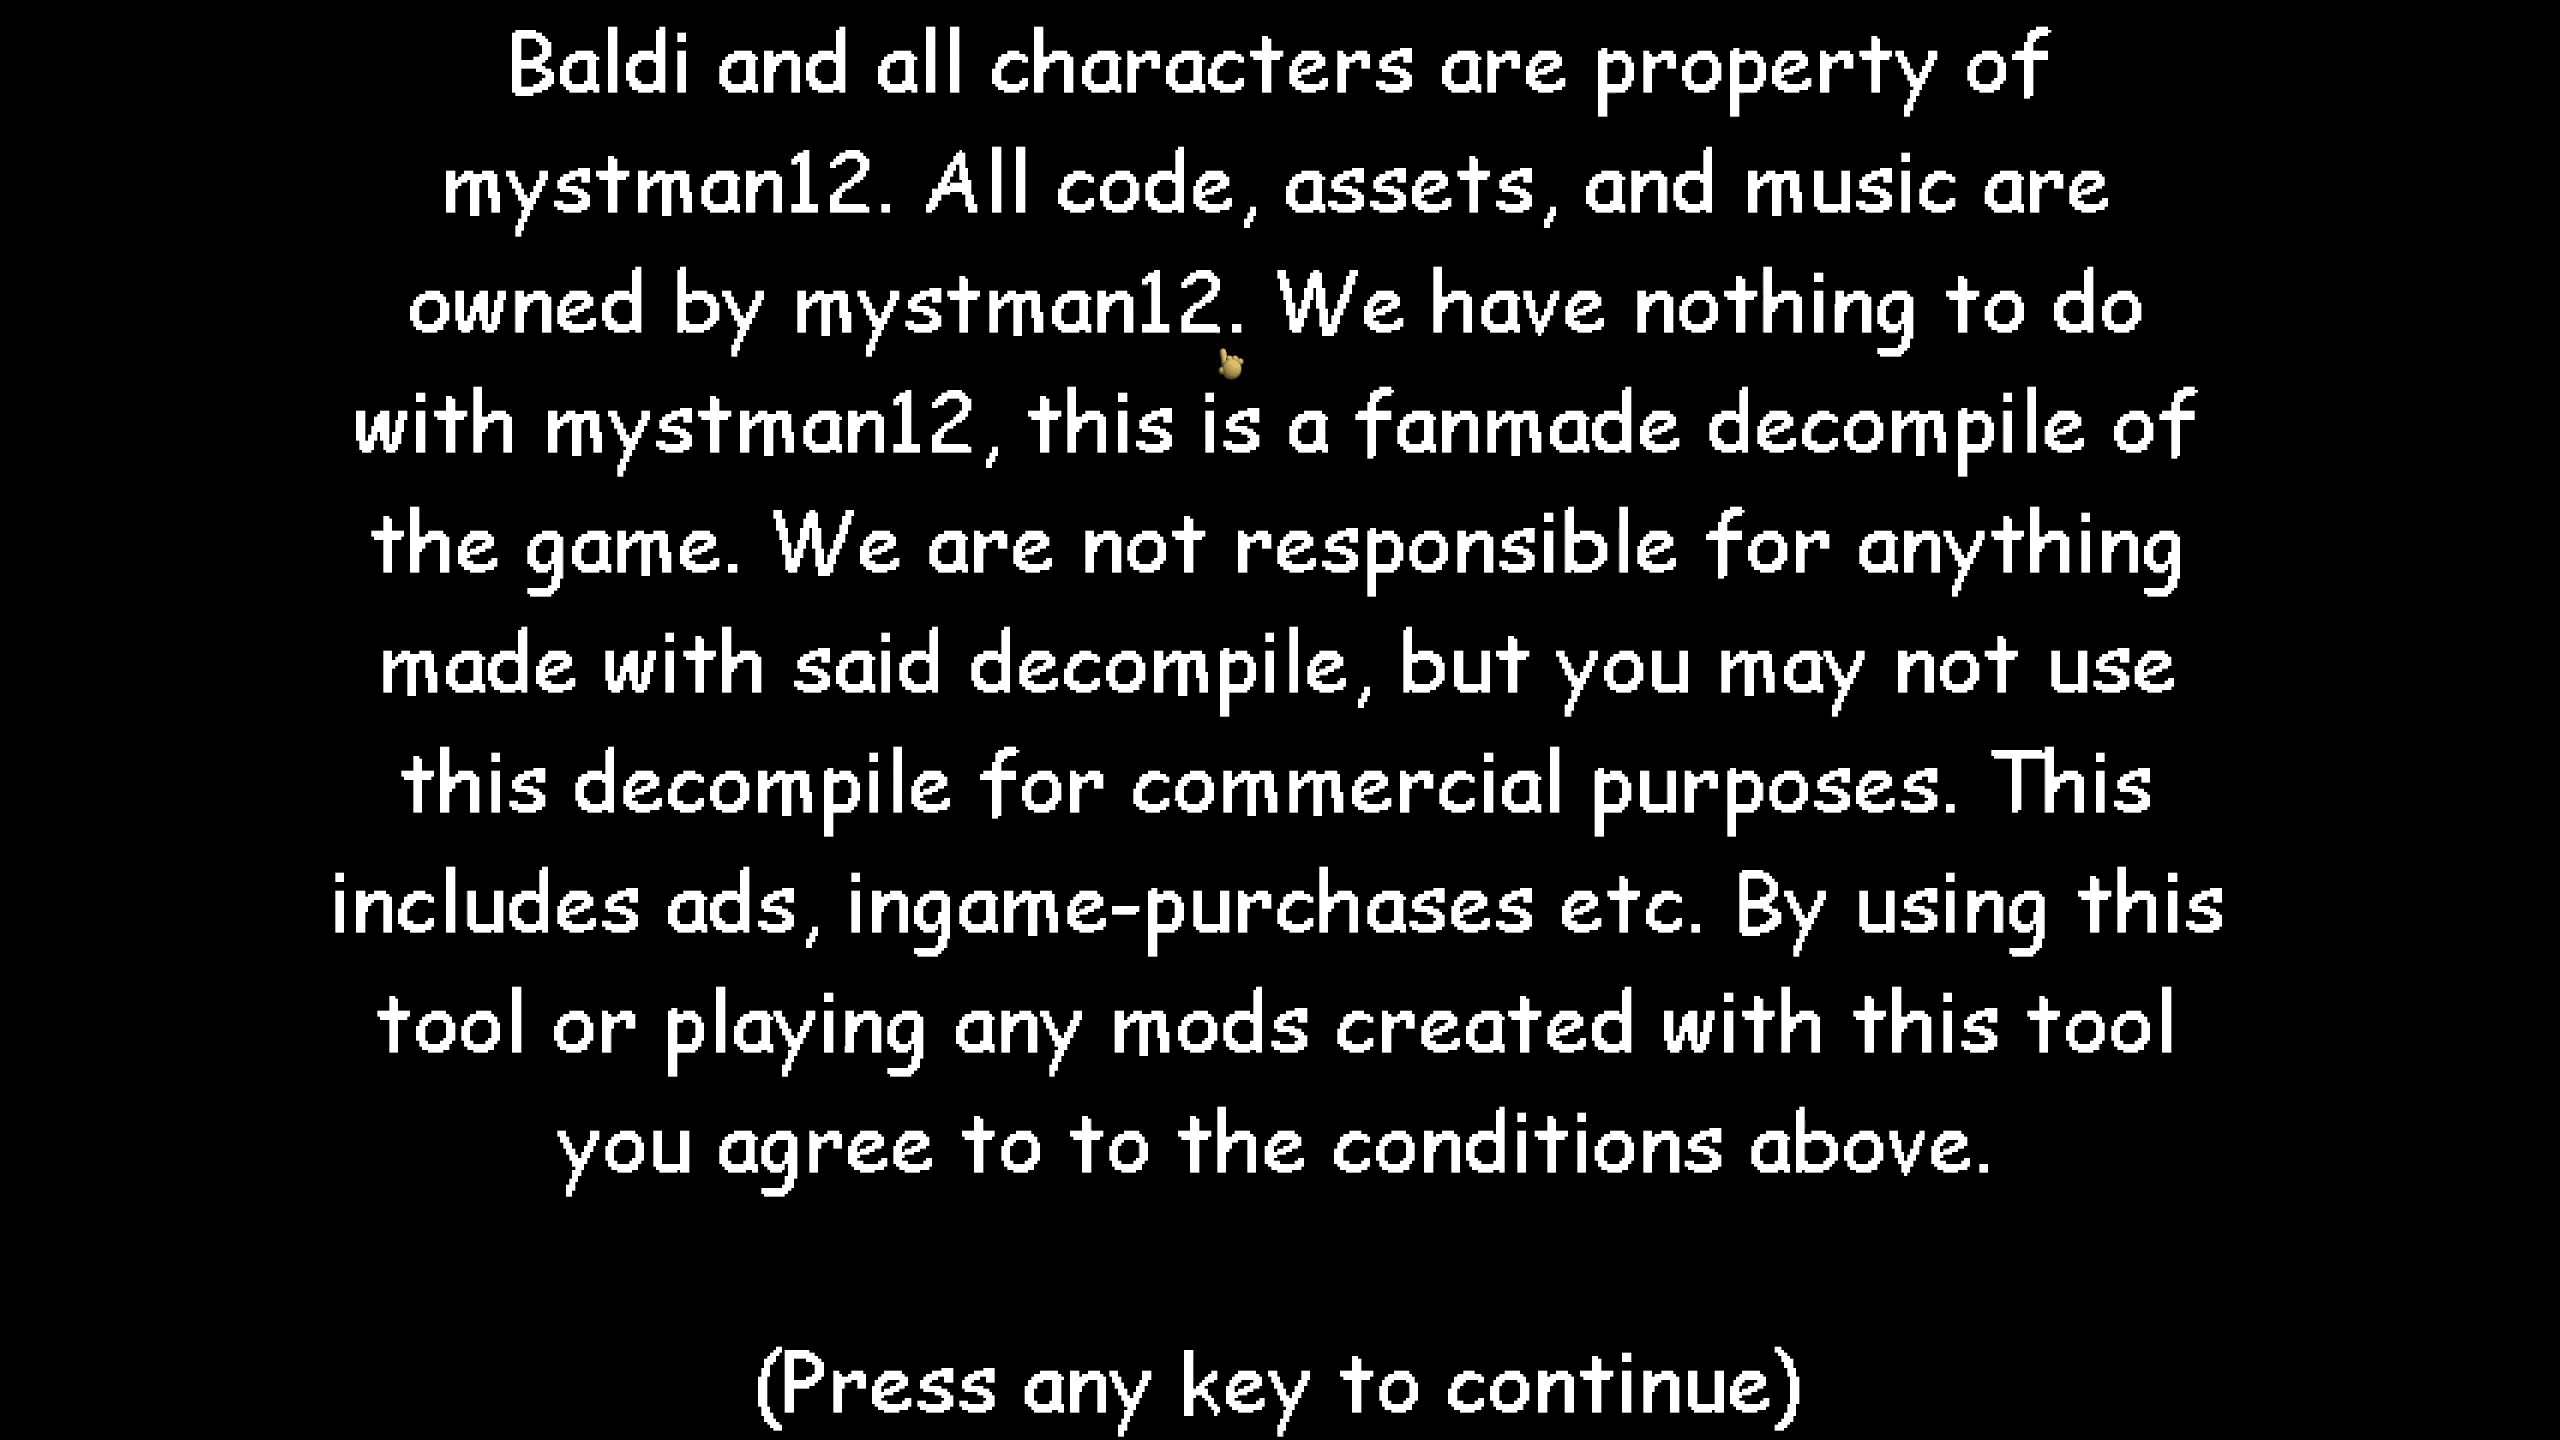 Baldi and all characters are property of
mystman12. All code, assets, and music are
owned by mystman12. We have nothing to do
with mystman12, this is a fanmade decompile of
the game. We are not responsible for anything
made with said decompile, but you may not use
this decompile for commercial purposes. This
includes ads, ingame-purchases etc. By using this
tool or playing any mods created with this tool
you agree to to the conditions above.
(Press any key to continue)